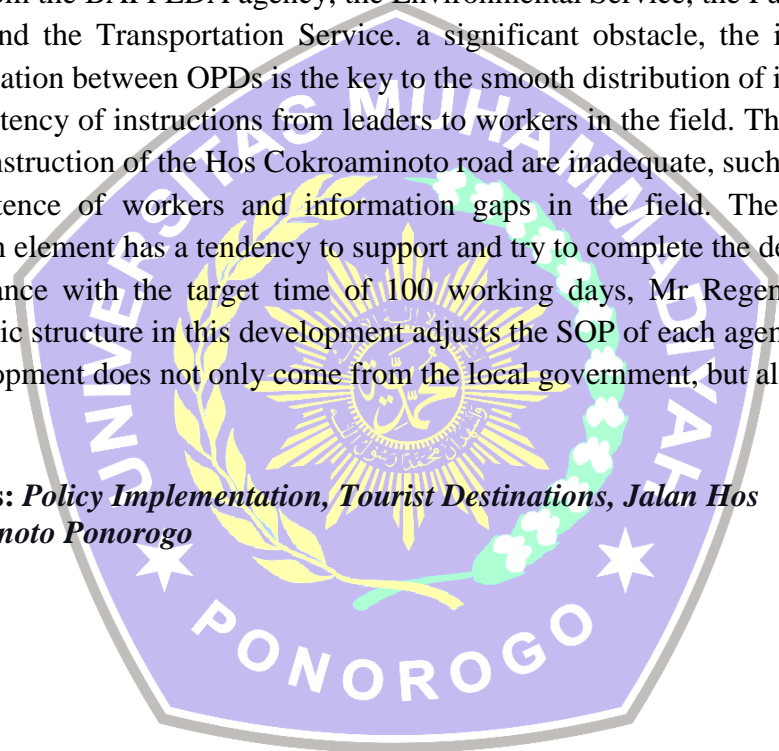 om the BAPPEDA agency, the Environmental Service, the Pu
nd the Transportation Service. a significant obstacle, the i
ation between OPDs is the key to the smooth distribution of i
tency of instructions from leaders to workers in the field. Th
nstruction of the Hos Cokroaminoto road are inadequate, such
tence of workers and information gaps in the field. The
n element has a tendency to support and try to complete the de
ance with the target time of 100 working days, Mr Regen
ic structure in this development adjusts the SOP of each agen
opment does not only come from the local government, but al
s: Policy Implementation, Tourist Destinations, Jalan Hos
noto Ponorogo
UNIVERSITAS MUHAMMADIYAH
PONOROGO